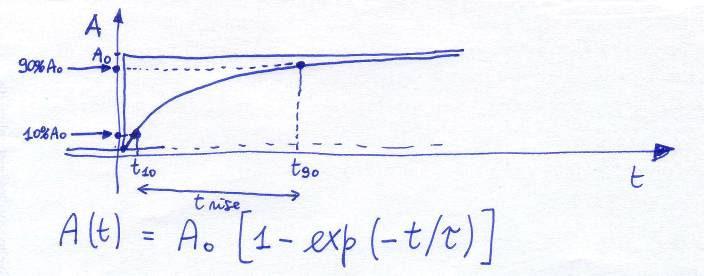 A
A₀
90%A₀
10%A₀
t₁₀
t₉₀
t
t rise
A(t) = A₀ [1 - exp(-t/τ)]